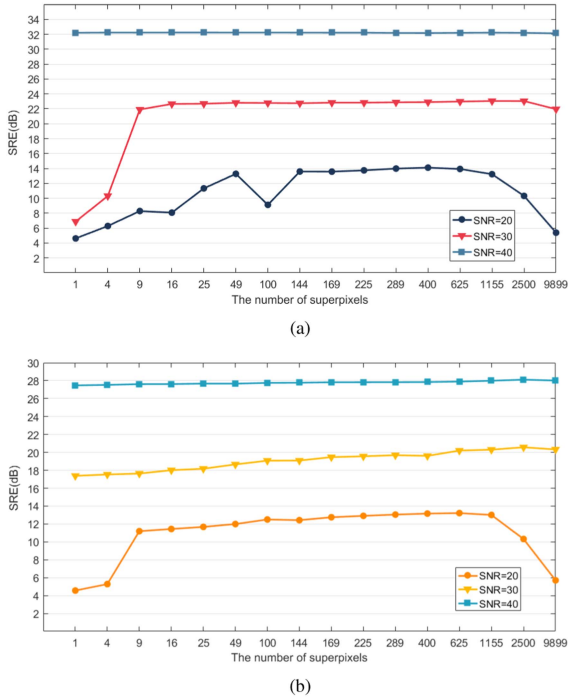 34
32
30
28
26
24
22
20
18
16
14
12
10
8
6
4
2
SRE(dB)
SNR=20
SNR=30
SNR=40
1 4 9 16 25 49 100 144 169 225 289 400 625 1155 2500 9899
The number of superpixels
(a)
30
28
26
24
22
20
18
16
14
12
10
8
6
4
2
SRE(dB)
SNR=20
SNR=30
SNR=40
1 4 9 16 25 49 100 144 169 225 289 400 625 1155 2500 9899
The number of superpixels
(b)